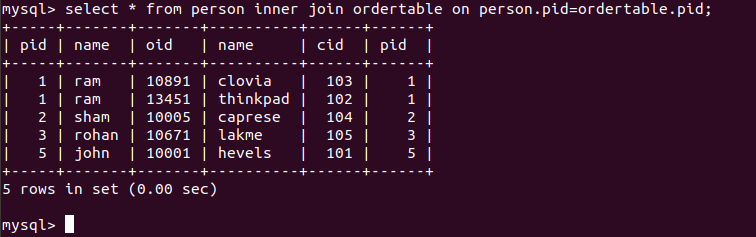 mysql> select * from person inner join ordertable on person.pid=ordertable.pid;
+-----+-------+-------+----------+------+------+
| pid | name  | oid   | name     | cid  | pid  |
+-----+-------+-------+----------+------+------+
|   1 | ram   | 10891 | clovia   |  103 |    1 |
|   1 | ram   | 13451 | thinkpad |  102 |    1 |
|   2 | sham  | 10005 | caprese  |  104 |    2 |
|   3 | rohan | 10671 | lakme    |  105 |    3 |
|   5 | john  | 10001 | hevels   |  101 |    5 |
+-----+-------+-------+----------+------+------+
5 rows in set (0.00 sec)
mysql>